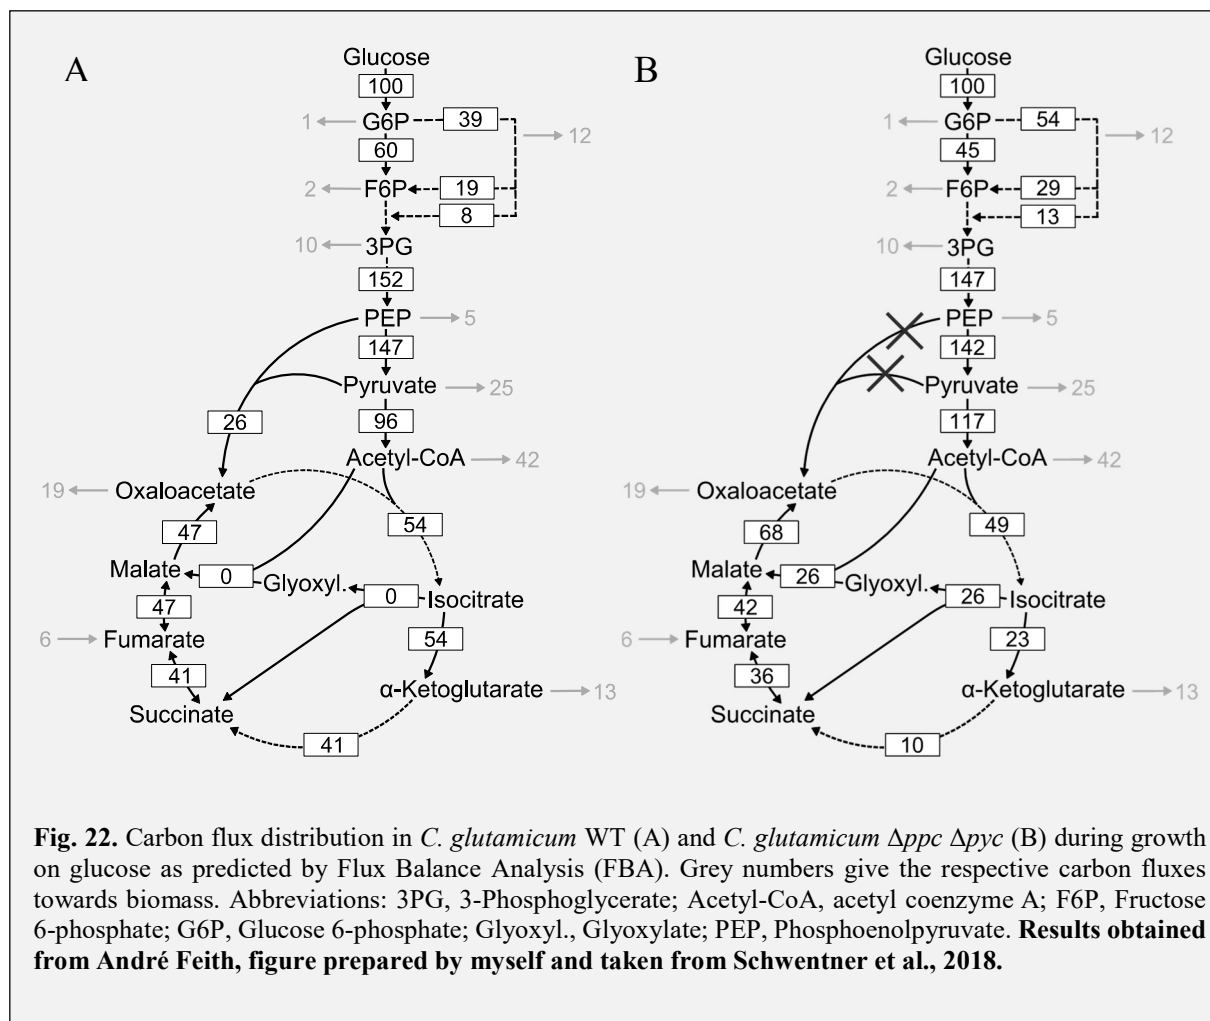 A
Glucose
100
1
G6P
39
12
60
2
F6P
19
8
10
3PG
152
PEP
5
147
Pyruvate
25
26
96
Acetyl-CoA
42
19
Oxaloacetate
47
54
Malate
0
Glyoxyl.
0
Isocitrate
47
54
6
Fumarate
41
α-Ketoglutarate
13
Succinate
41
B
Glucose
100
1
G6P
54
12
45
2
F6P
29
13
10
3PG
147
PEP
5
142
Pyruvate
25
117
Acetyl-CoA
42
19
Oxaloacetate
68
49
Malate
26
Glyoxyl.
26
Isocitrate
42
23
6
Fumarate
36
α-Ketoglutarate
13
Succinate
10
Fig. 22. Carbon flux distribution in C. glutamicum WT (A) and C. glutamicum Δppc Δpyc (B) during growth
on glucose as predicted by Flux Balance Analysis (FBA). Grey numbers give the respective carbon fluxes
towards biomass. Abbreviations: 3PG, 3-Phosphoglycerate; Acetyl-CoA, acetyl coenzyme A; F6P, Fructose
6-phosphate; G6P, Glucose 6-phosphate; Glyoxyl., Glyoxylate; PEP, Phosphoenolpyruvate. Results obtained
from André Feith, figure prepared by myself and taken from Schwentner et al., 2018.